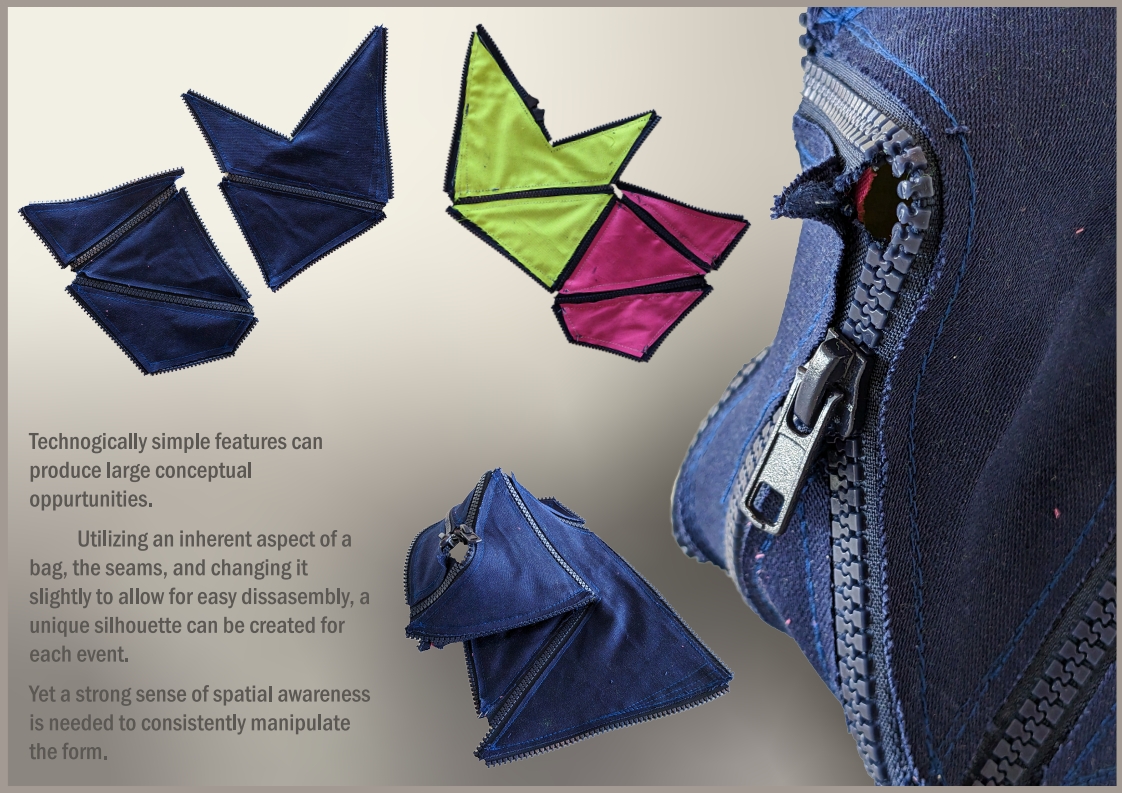 Technogically simple features can
produce large conceptual
oppurtunities.
Utilizing an inherent aspect of a
bag, the seams, and changing it
slightly to allow for easy dissasembly, a
unique silhouette can be created for
each event.
Yet a strong sense of spatial awareness
is needed to consistently manipulate
the form.